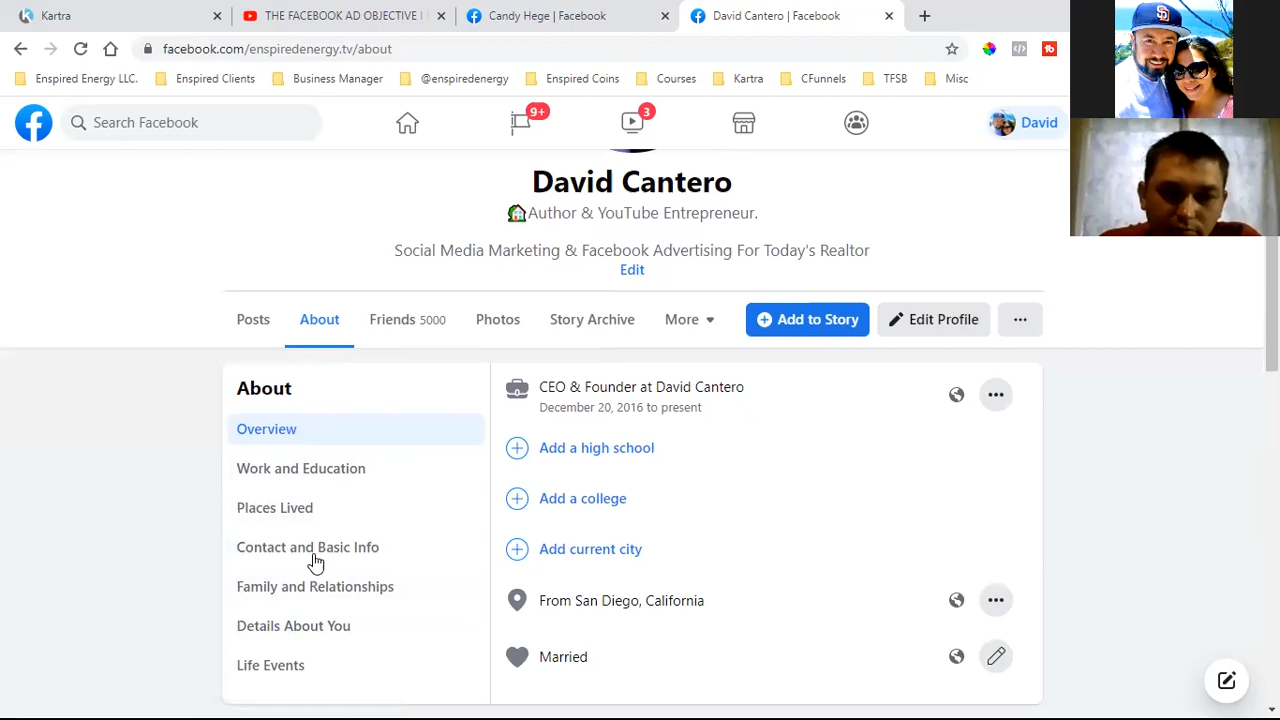 Kartra
THE FACEBOOK AD OBJECTIVE I
Candy Hege | Facebook
David Cantero | Facebook
facebook.com/enspiredenergy.tv/about
Enspired Energy LLC.
Enspired Clients
Business Manager
@enspiredenergy
Enspired Coins
Courses
Kartra
CFunnels
TFSB
Misc
Search Facebook
9+
3
David
David Cantero
Author & YouTube Entrepreneur.
Social Media Marketing & Facebook Advertising For Today's Realtor
Edit
Posts
About
Friends 5000
Photos
Story Archive
More
Add to Story
Edit Profile
About
Overview
Work and Education
Places Lived
Contact and Basic Info
Family and Relationships
Details About You
Life Events
CEO & Founder at David Cantero
December 20, 2016 to present
Add a high school
Add a college
Add current city
From San Diego, California
Married